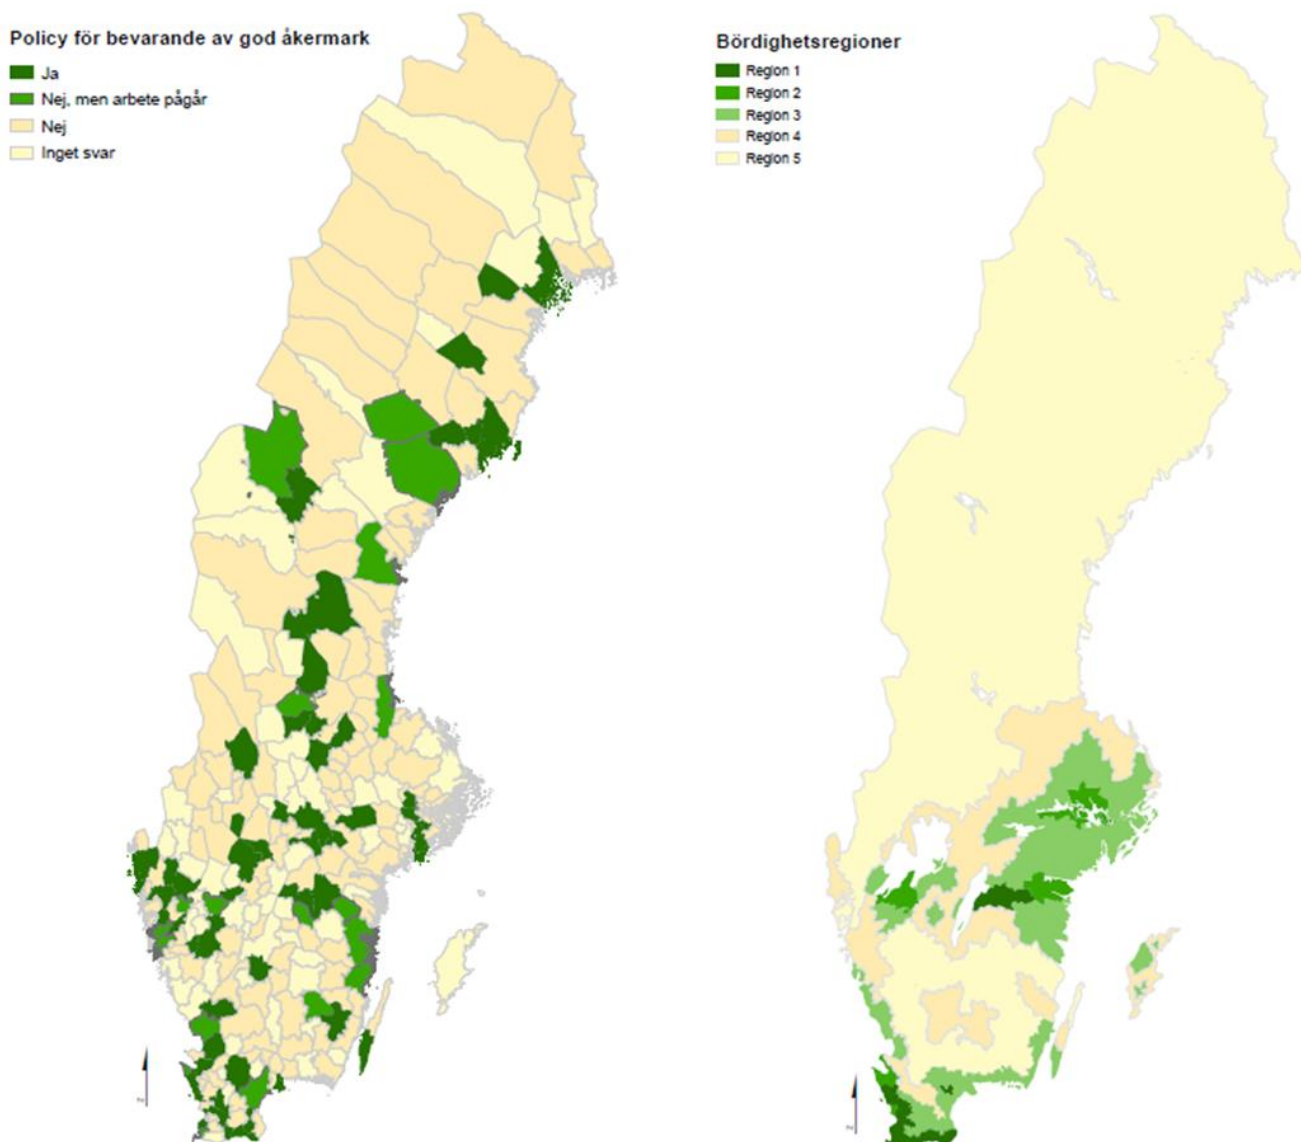 Policy för bevarande av god åkermark
Ja
Nej, men arbete pågår
Nej
Inget svar
Bördighetsregioner
Region 1
Region 2
Region 3
Region 4
Region 5